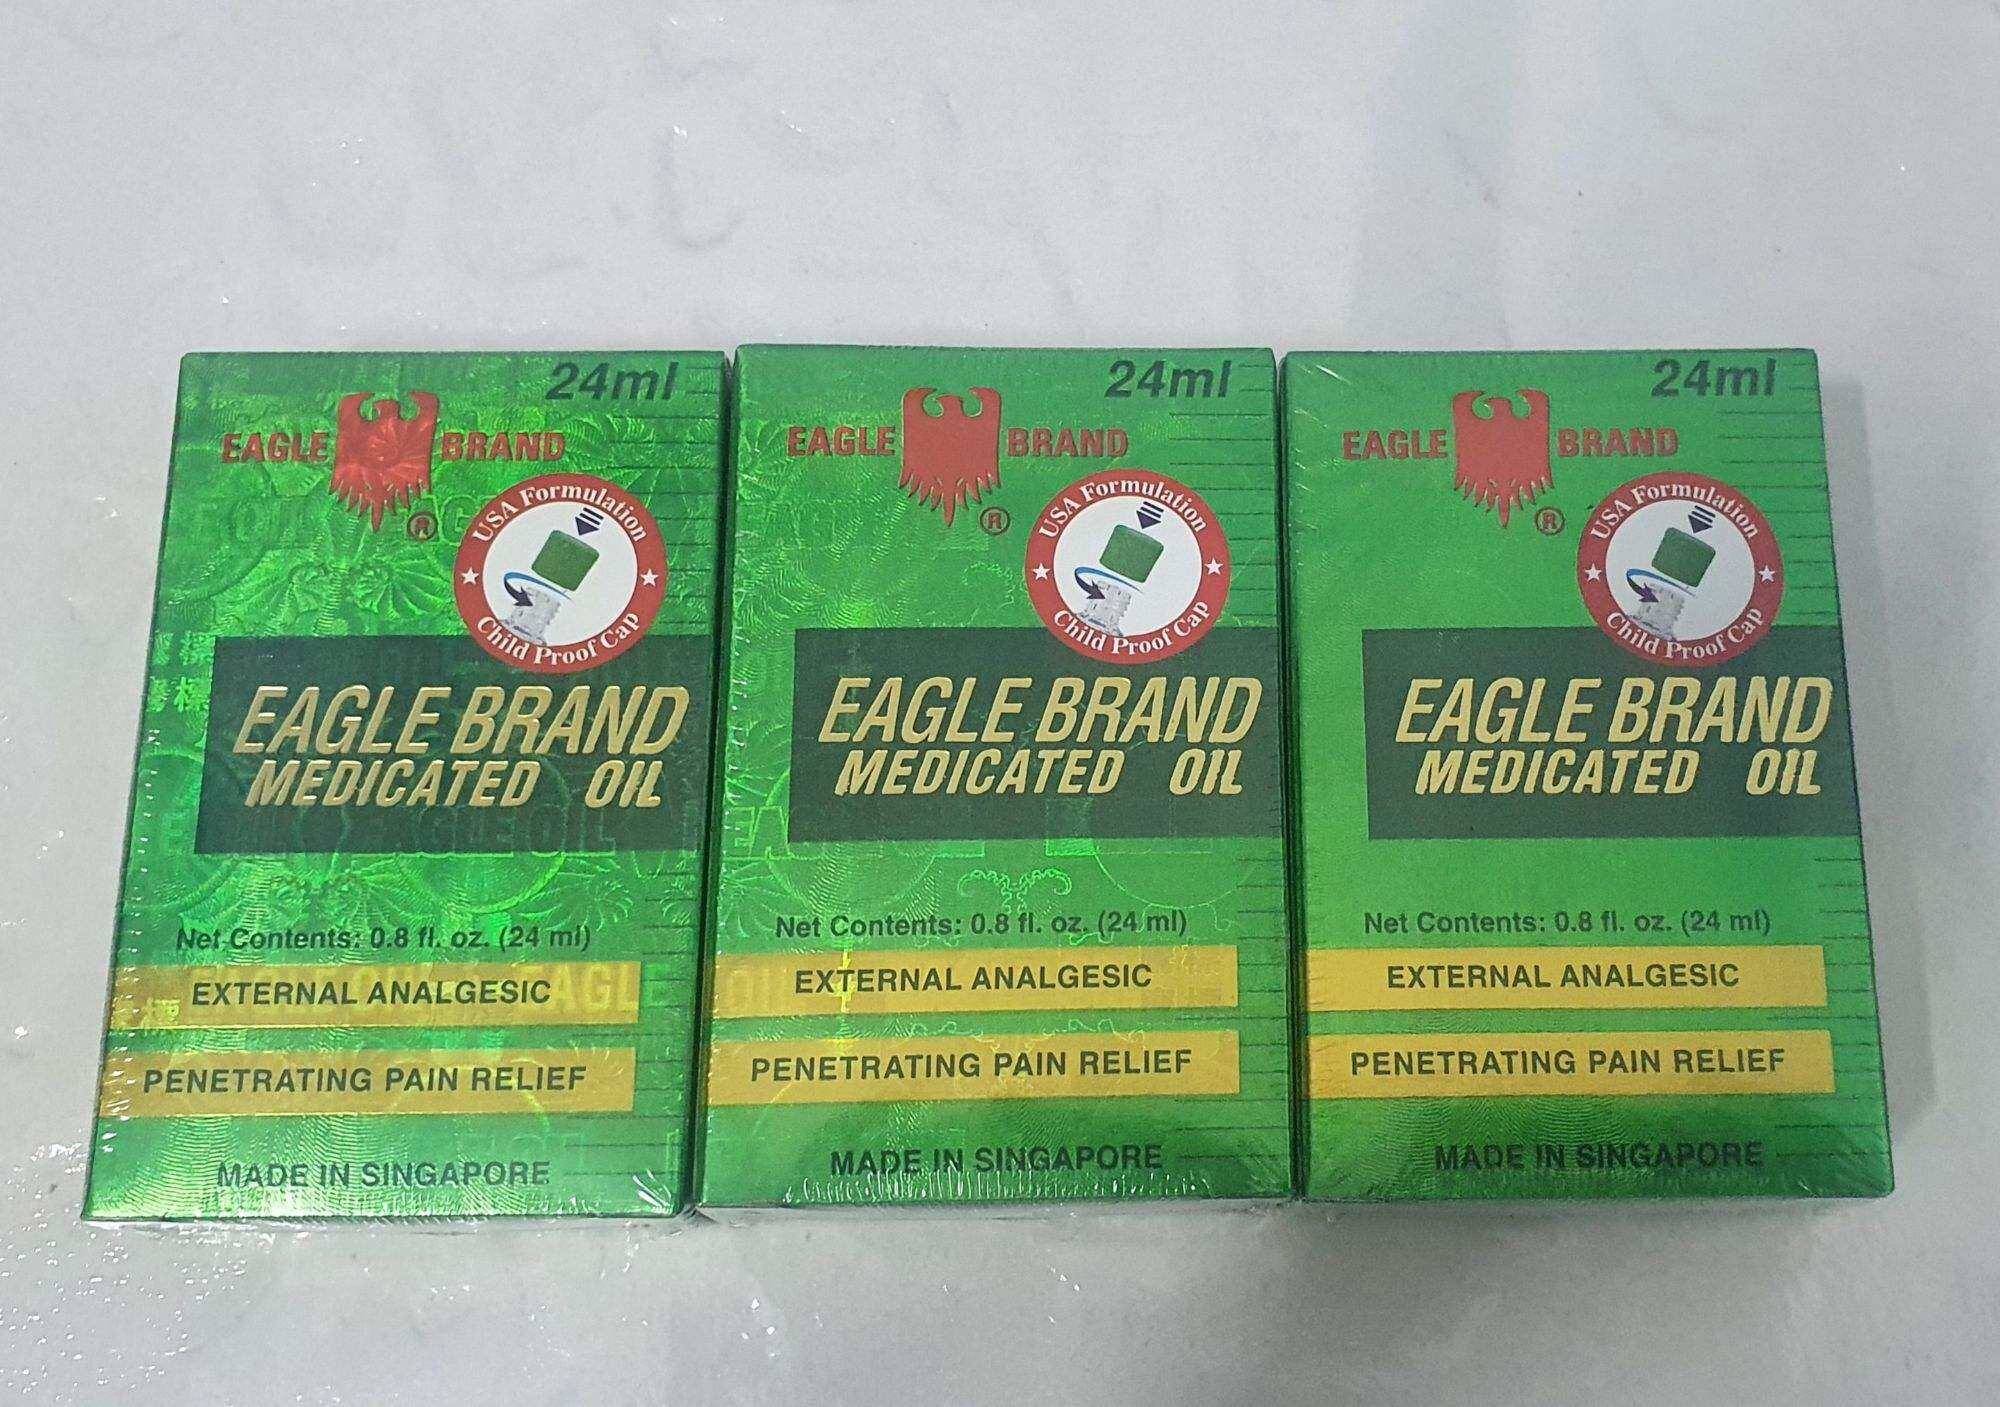 24ml
EAGLE BRAND
®
USA Formulation
Child Proof Cap
EAGLE BRAND
MEDICATED OIL
Net Contents: 0.8 fl. oz. (24 ml)
EXTERNAL ANALGESIC
PENETRATING PAIN RELIEF
MADE IN SINGAPORE
24ml
EAGLE BRAND
®
USA Formulation
Child Proof Cap
EAGLE BRAND
MEDICATED OIL
Net Contents: 0.8 fl. oz. (24 ml)
EXTERNAL ANALGESIC
PENETRATING PAIN RELIEF
MADE IN SINGAPORE
24ml
EAGLE BRAND
®
USA Formulation
Child Proof Cap
EAGLE BRAND
MEDICATED OIL
Net Contents: 0.8 fl. oz. (24 ml)
EXTERNAL ANALGESIC
PENETRATING PAIN RELIEF
MADE IN SINGAPORE